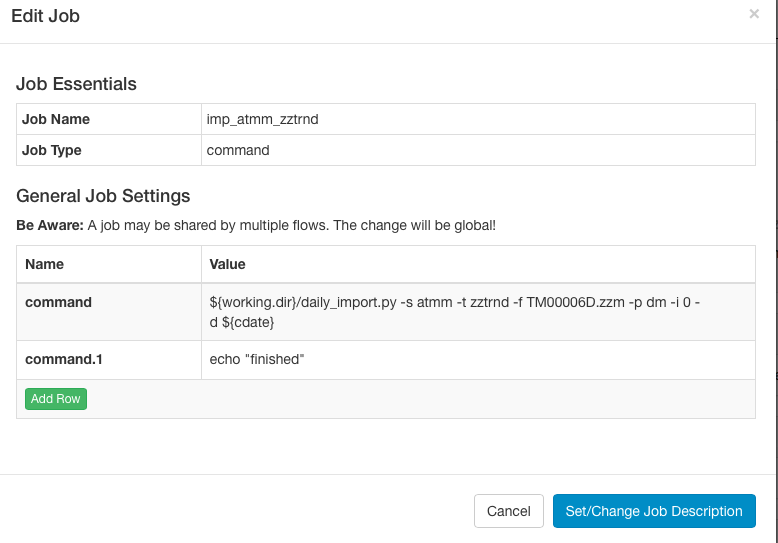 Edit Job
×
Job Essentials
Job Name imp_atmm_zztrnd
Job Type command
General Job Settings
Be Aware: A job may be shared by multiple flows. The change will be global!
Name Value
command ${working.dir}/daily_import.py -s atmm -t zztrnd -f TM00006D.zzm -p dm -i 0 -
d ${cdate}
command.1 echo "finished"
Add Row
Cancel Set/Change Job Description